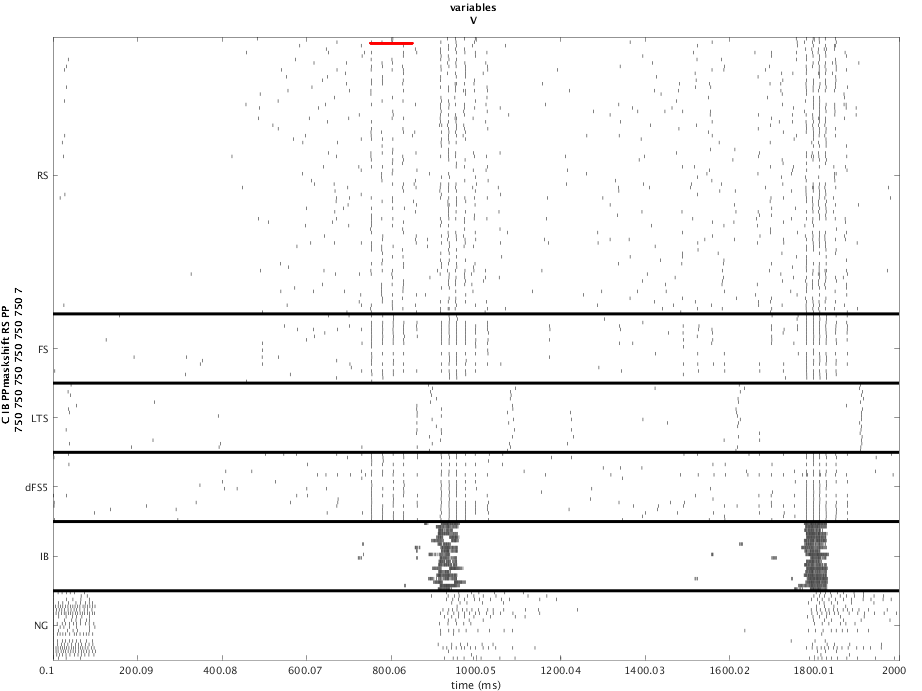 variables
V
C IB PPmaskshift RS PP
750 750 750 750 750 750 7
RS
FS
LTS
dFS5
IB
NG
0.1 200.09 400.08 600.07 800.06 1000.05 1200.04 1400.03 1600.02 1800.01 2000
time (ms)